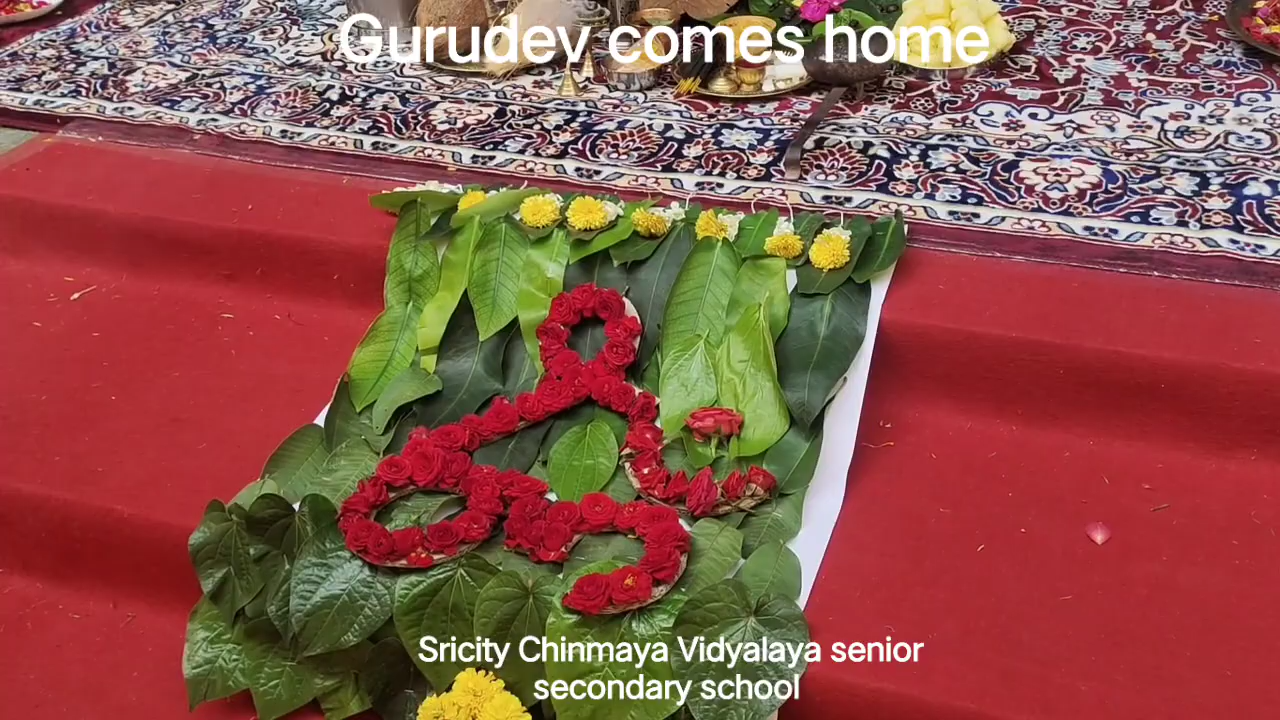 Gurudev comes home
Sricity Chinmaya Vidyalaya senior
secondary school